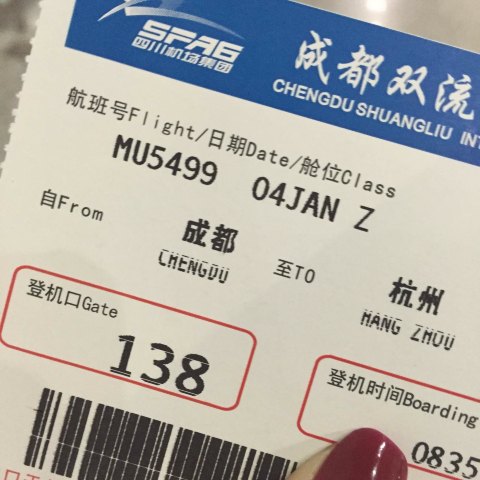 SFAG
四川机场集团
成都双流
CHENGDU SHUANGLIU INT
航班号Flight/日期Date/舱位Class
MU5499 04JAN Z
自From 成都 至TO 杭州
CHENGDU HANG ZHOU
登机口Gate
138
登机时间Boarding
0835